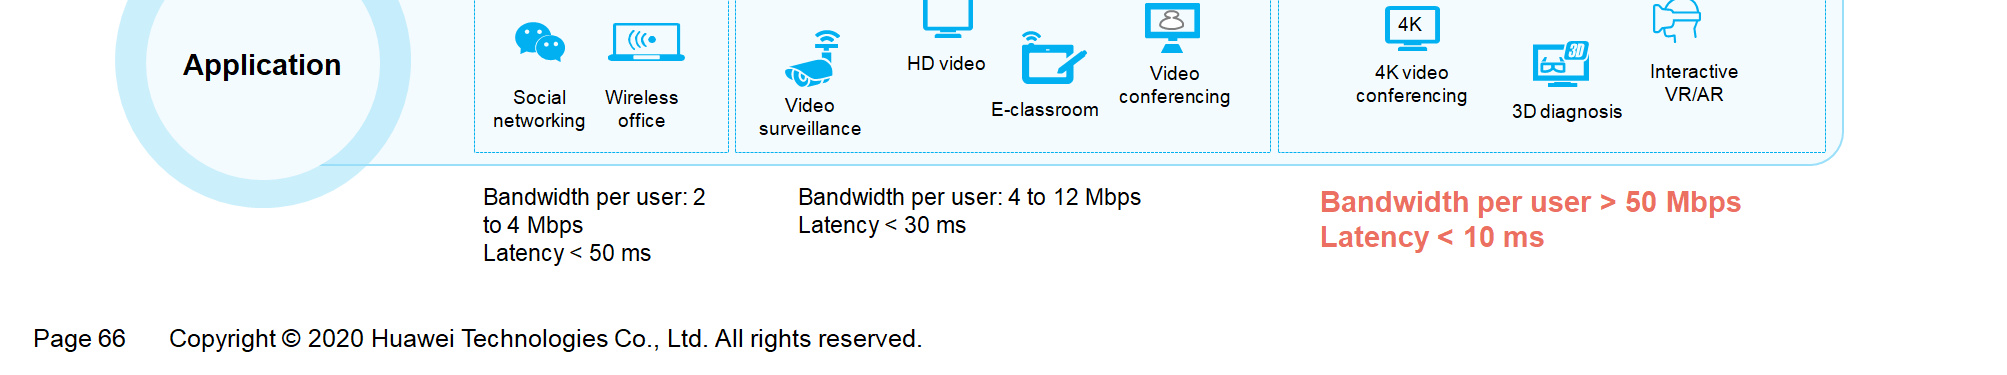 Application
Social
networking
Wireless
office
Video
surveillance
HD video
E-classroom
Video
conferencing
4K
4K video
conferencing
3D
3D diagnosis
Interactive
VR/AR
Bandwidth per user: 2
to 4 Mbps
Latency < 50 ms
Bandwidth per user: 4 to 12 Mbps
Latency < 30 ms
Bandwidth per user > 50 Mbps
Latency < 10 ms
Page 66 Copyright © 2020 Huawei Technologies Co., Ltd. All rights reserved.